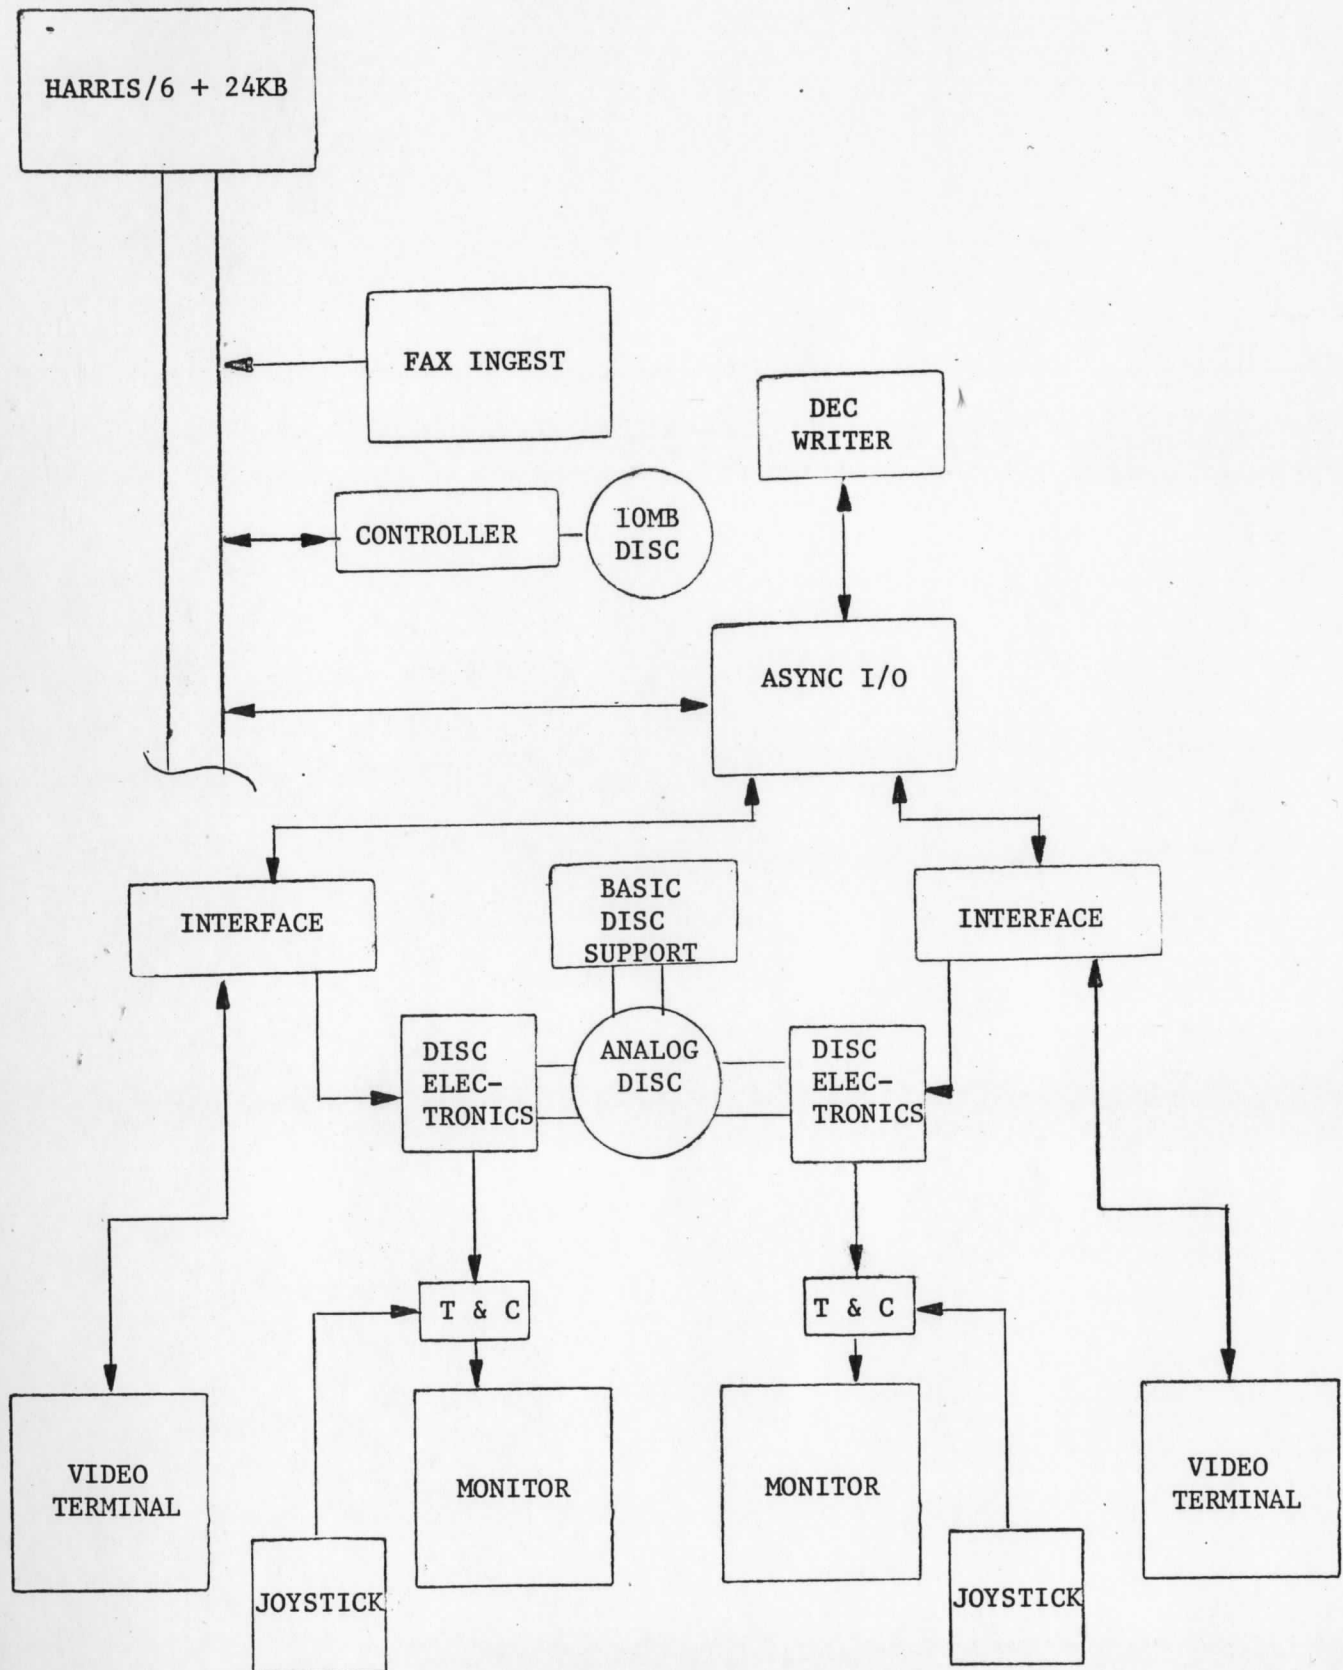 HARRIS/6 + 24KB
FAX INGEST
DEC
WRITER
CONTROLLER
10MB
DISC
ASYNC I/O
INTERFACE
BASIC
DISC
SUPPORT
INTERFACE
DISC
ELEC-
TRONICS
ANALOG
DISC
DISC
ELEC-
TRONICS
T & C
T & C
VIDEO
TERMINAL
MONITOR
MONITOR
VIDEO
TERMINAL
JOYSTICK
JOYSTICK